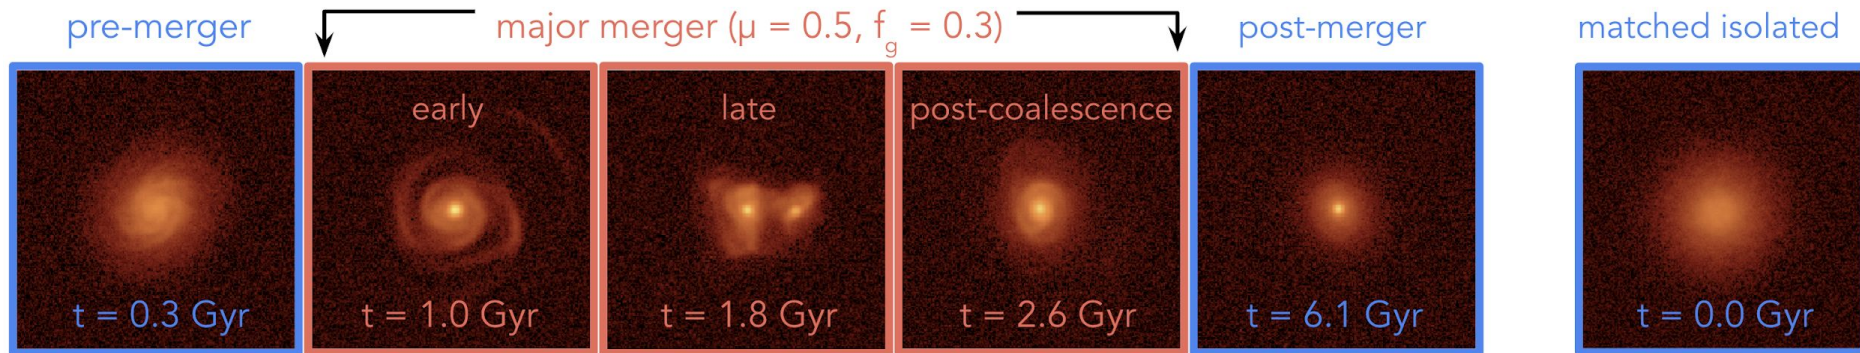 pre-merger
major merger (μ = 0.5, f_g = 0.3)
post-merger
matched isolated
early
late
post-coalescence
t = 0.3 Gyr
t = 1.0 Gyr
t = 1.8 Gyr
t = 2.6 Gyr
t = 6.1 Gyr
t = 0.0 Gyr